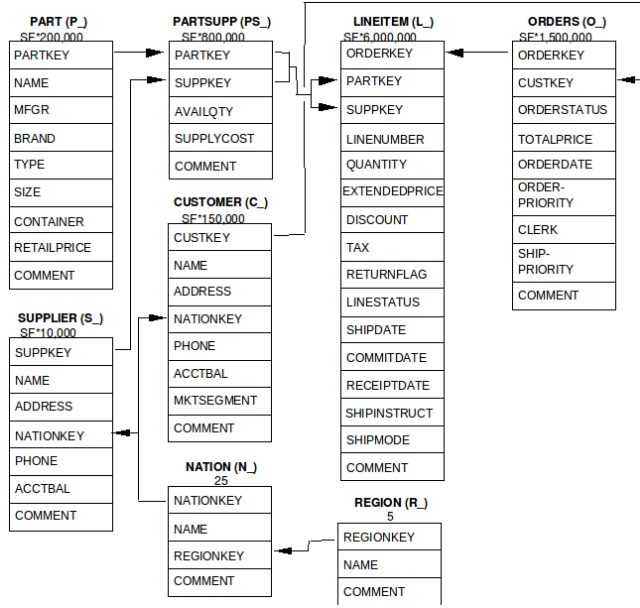 PART (P_)
SF*200,000
PARTKEY
NAME
MFGR
BRAND
TYPE
SIZE
CONTAINER
RETAILPRICE
COMMENT
SUPPLIER (S_)
SF*10,000
SUPPKEY
NAME
ADDRESS
NATIONKEY
PHONE
ACCTBAL
COMMENT
PARTSUPP (PS_)
SF*800,000
PARTKEY
SUPPKEY
AVAILQTY
SUPPLYCOST
COMMENT
CUSTOMER (C_)
SF*150,000
CUSTKEY
NAME
ADDRESS
NATIONKEY
PHONE
ACCTBAL
MKTSEGMENT
COMMENT
NATION (N_)
25
NATIONKEY
NAME
REGIONKEY
COMMENT
LINEITEM (L_)
SF*6,000,000
ORDERKEY
PARTKEY
SUPPKEY
LINENUMBER
QUANTITY
EXTENDEDPRICE
DISCOUNT
TAX
RETURNFLAG
LINESTATUS
SHIPDATE
COMMITDATE
RECEIPTDATE
SHIPINSTRUCT
SHIPMODE
COMMENT
REGION (R_)
5
REGIONKEY
NAME
COMMENT
ORDERS (O_)
SF*1,500,000
ORDERKEY
CUSTKEY
ORDERSTATUS
TOTALPRICE
ORDERDATE
ORDER-
PRIORITY
CLERK
SHIP-
PRIORITY
COMMENT